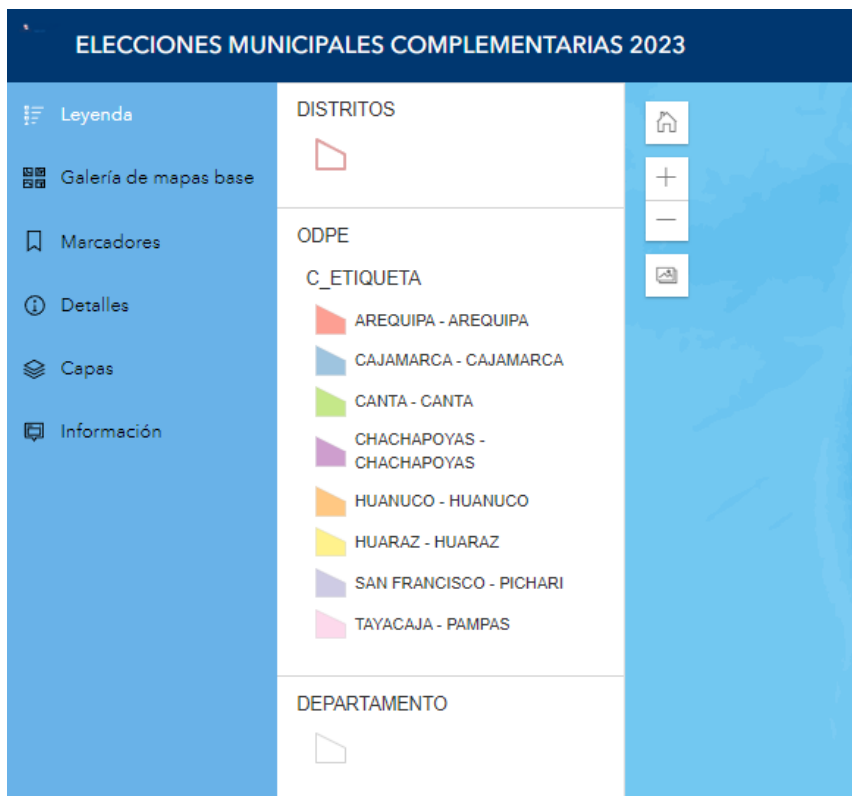 ELECCIONES MUNICIPALES COMPLEMENTARIAS 2023
Leyenda
Galería de mapas base
Marcadores
Detalles
Capas
Información
DISTRITOS
ODPE
C_ETIQUETA
AREQUIPA - AREQUIPA
CAJAMARCA - CAJAMARCA
CANTA - CANTA
CHACHAPOYAS -
CHACHAPOYAS
HUANUCO - HUANUCO
HUARAZ - HUARAZ
SAN FRANCISCO - PICHARI
TAYACAJA - PAMPAS
DEPARTAMENTO